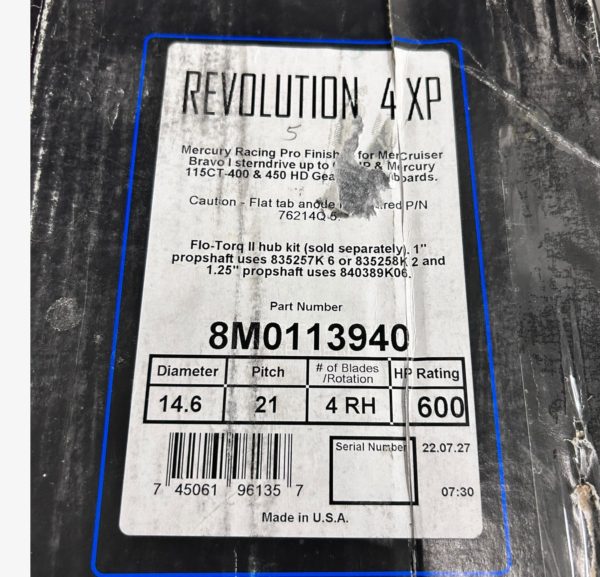 REVOLUTION 4 XP
5
Mercury Racing Pro Finish for MerCruiser
Bravo I sterndrive up to & Mercury
115CT-400 & 450 HD
Caution - Flat tab anode P/N
76214Q 5.
Flo-Torq II hub kit (sold separately). 1"
propshaft uses 835257K 6 or 835258K 2 and
1.25" propshaft uses 840389K06.
Part Number
8M0113940
Diameter Pitch # of Blades /Rotation HP Rating
14.6 21 4 RH 600
Serial Number 22.07.27
7 45061 96135 7 07:30
Made in U.S.A.